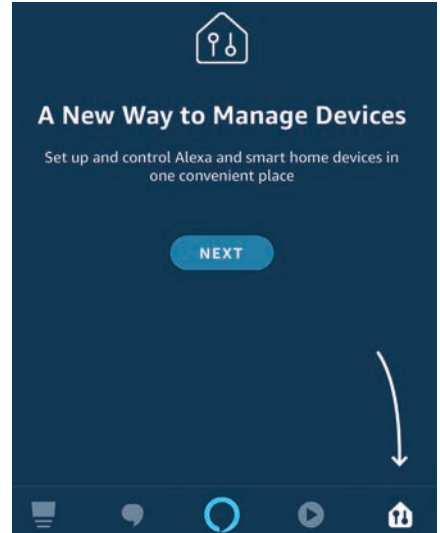 A New Way to Manage Devices
Set up and control Alexa and smart home devices in
one convenient place
NEXT